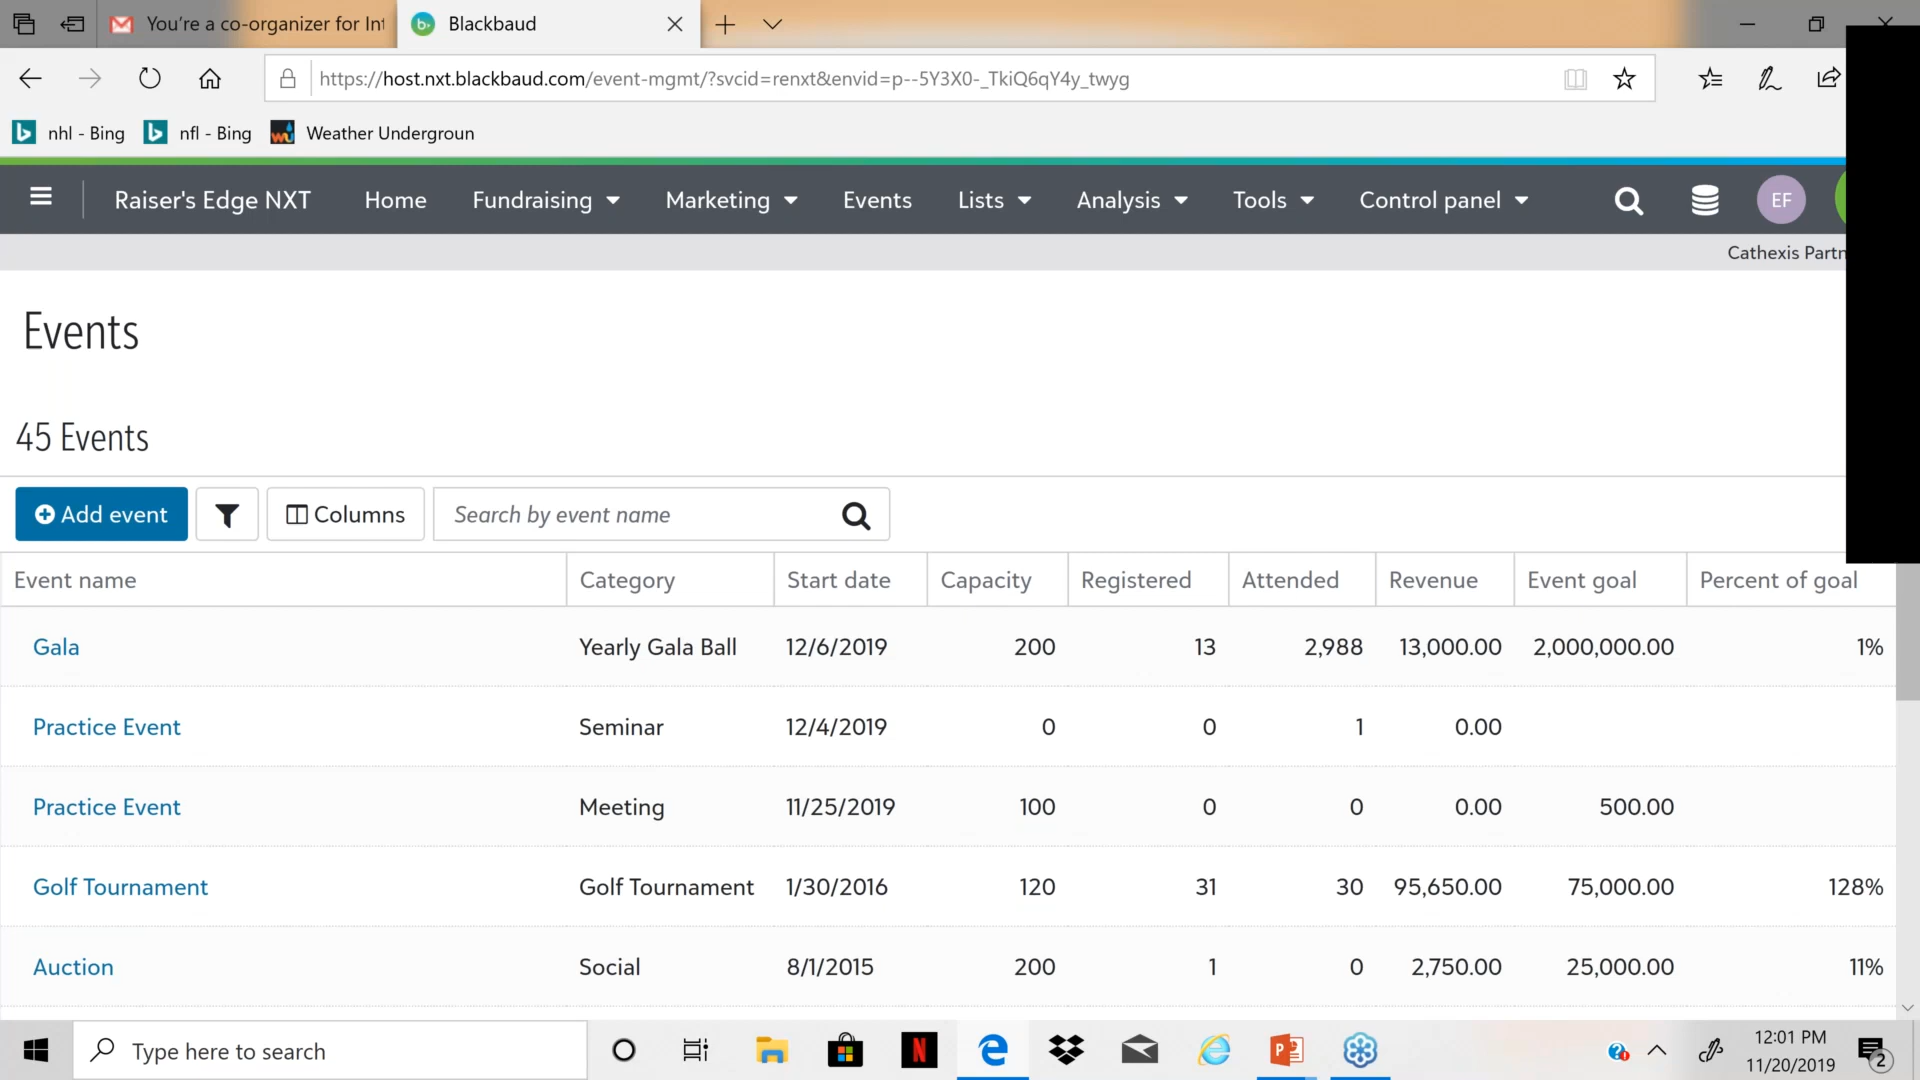 You're a co-organizer for Int
Blackbaud
https://host.nxt.blackbaud.com/event-mgmt/?svcid=renxt&envid=p--5Y3X0-_TkiQ6qY4y_twyg
nhl - Bing nfl - Bing Weather Undergroun
Raiser's Edge NXT Home Fundraising Marketing Events Lists Analysis Tools Control panel EF
Cathexis Partn
Events
45 Events
Add event Columns Search by event name
Event name Category Start date Capacity Registered Attended Revenue Event goal Percent of goal
Gala Yearly Gala Ball 12/6/2019 200 13 2,988 13,000.00 2,000,000.00 1%
Practice Event Seminar 12/4/2019 0 0 1 0.00
Practice Event Meeting 11/25/2019 100 0 0 0.00 500.00
Golf Tournament Golf Tournament 1/30/2016 120 31 30 95,650.00 75,000.00 128%
Auction Social 8/1/2015 200 1 0 2,750.00 25,000.00 11%
Type here to search
12:01 PM
11/20/2019
2